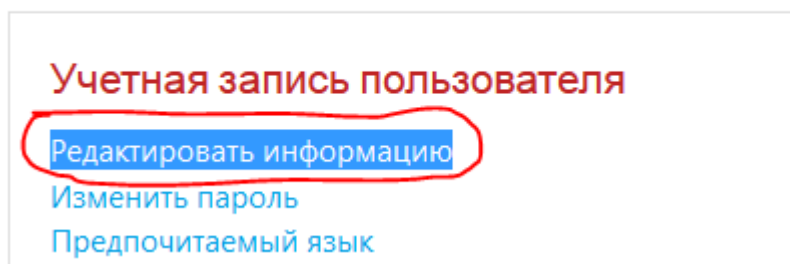 Учетная запись пользователя
Редактировать информацию
Изменить пароль
Предпочитаемый язык